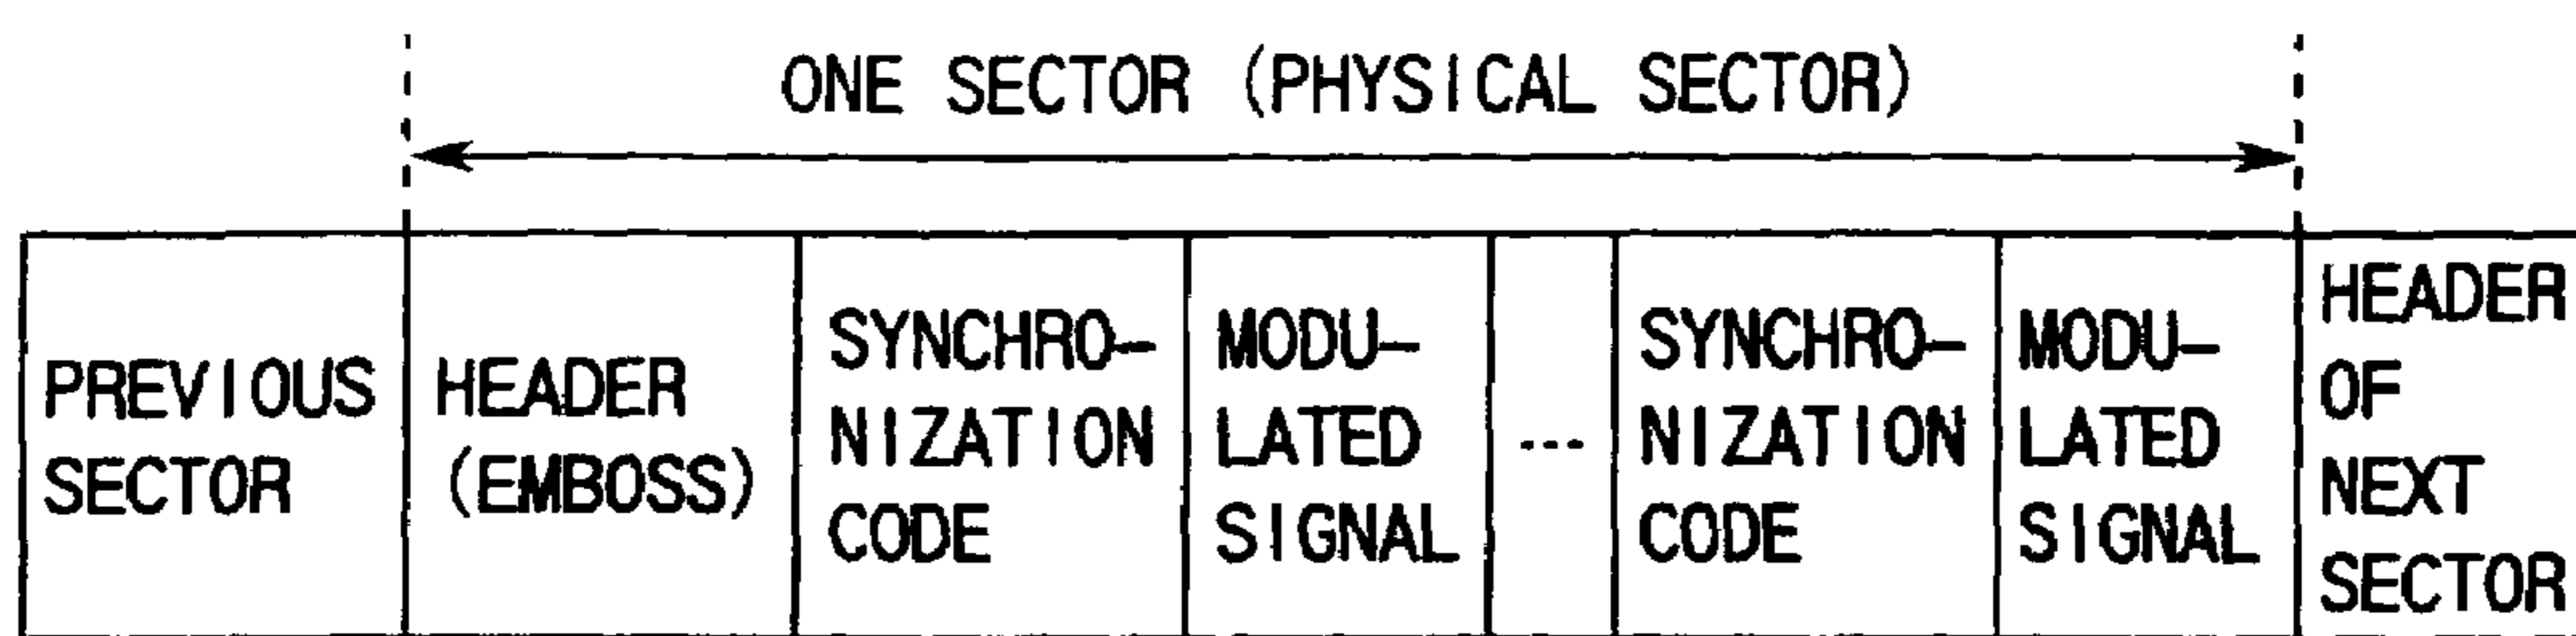 ONE SECTOR (PHYSICAL SECTOR)
PREVIOUS
SECTOR
HEADER
(EMBOSS)
SYNCHRO–
NIZATION
CODE
MODU–
LATED
SIGNAL
---
SYNCHRO–
NIZATION
CODE
MODU–
LATED
SIGNAL
HEADER
OF
NEXT
SECTOR